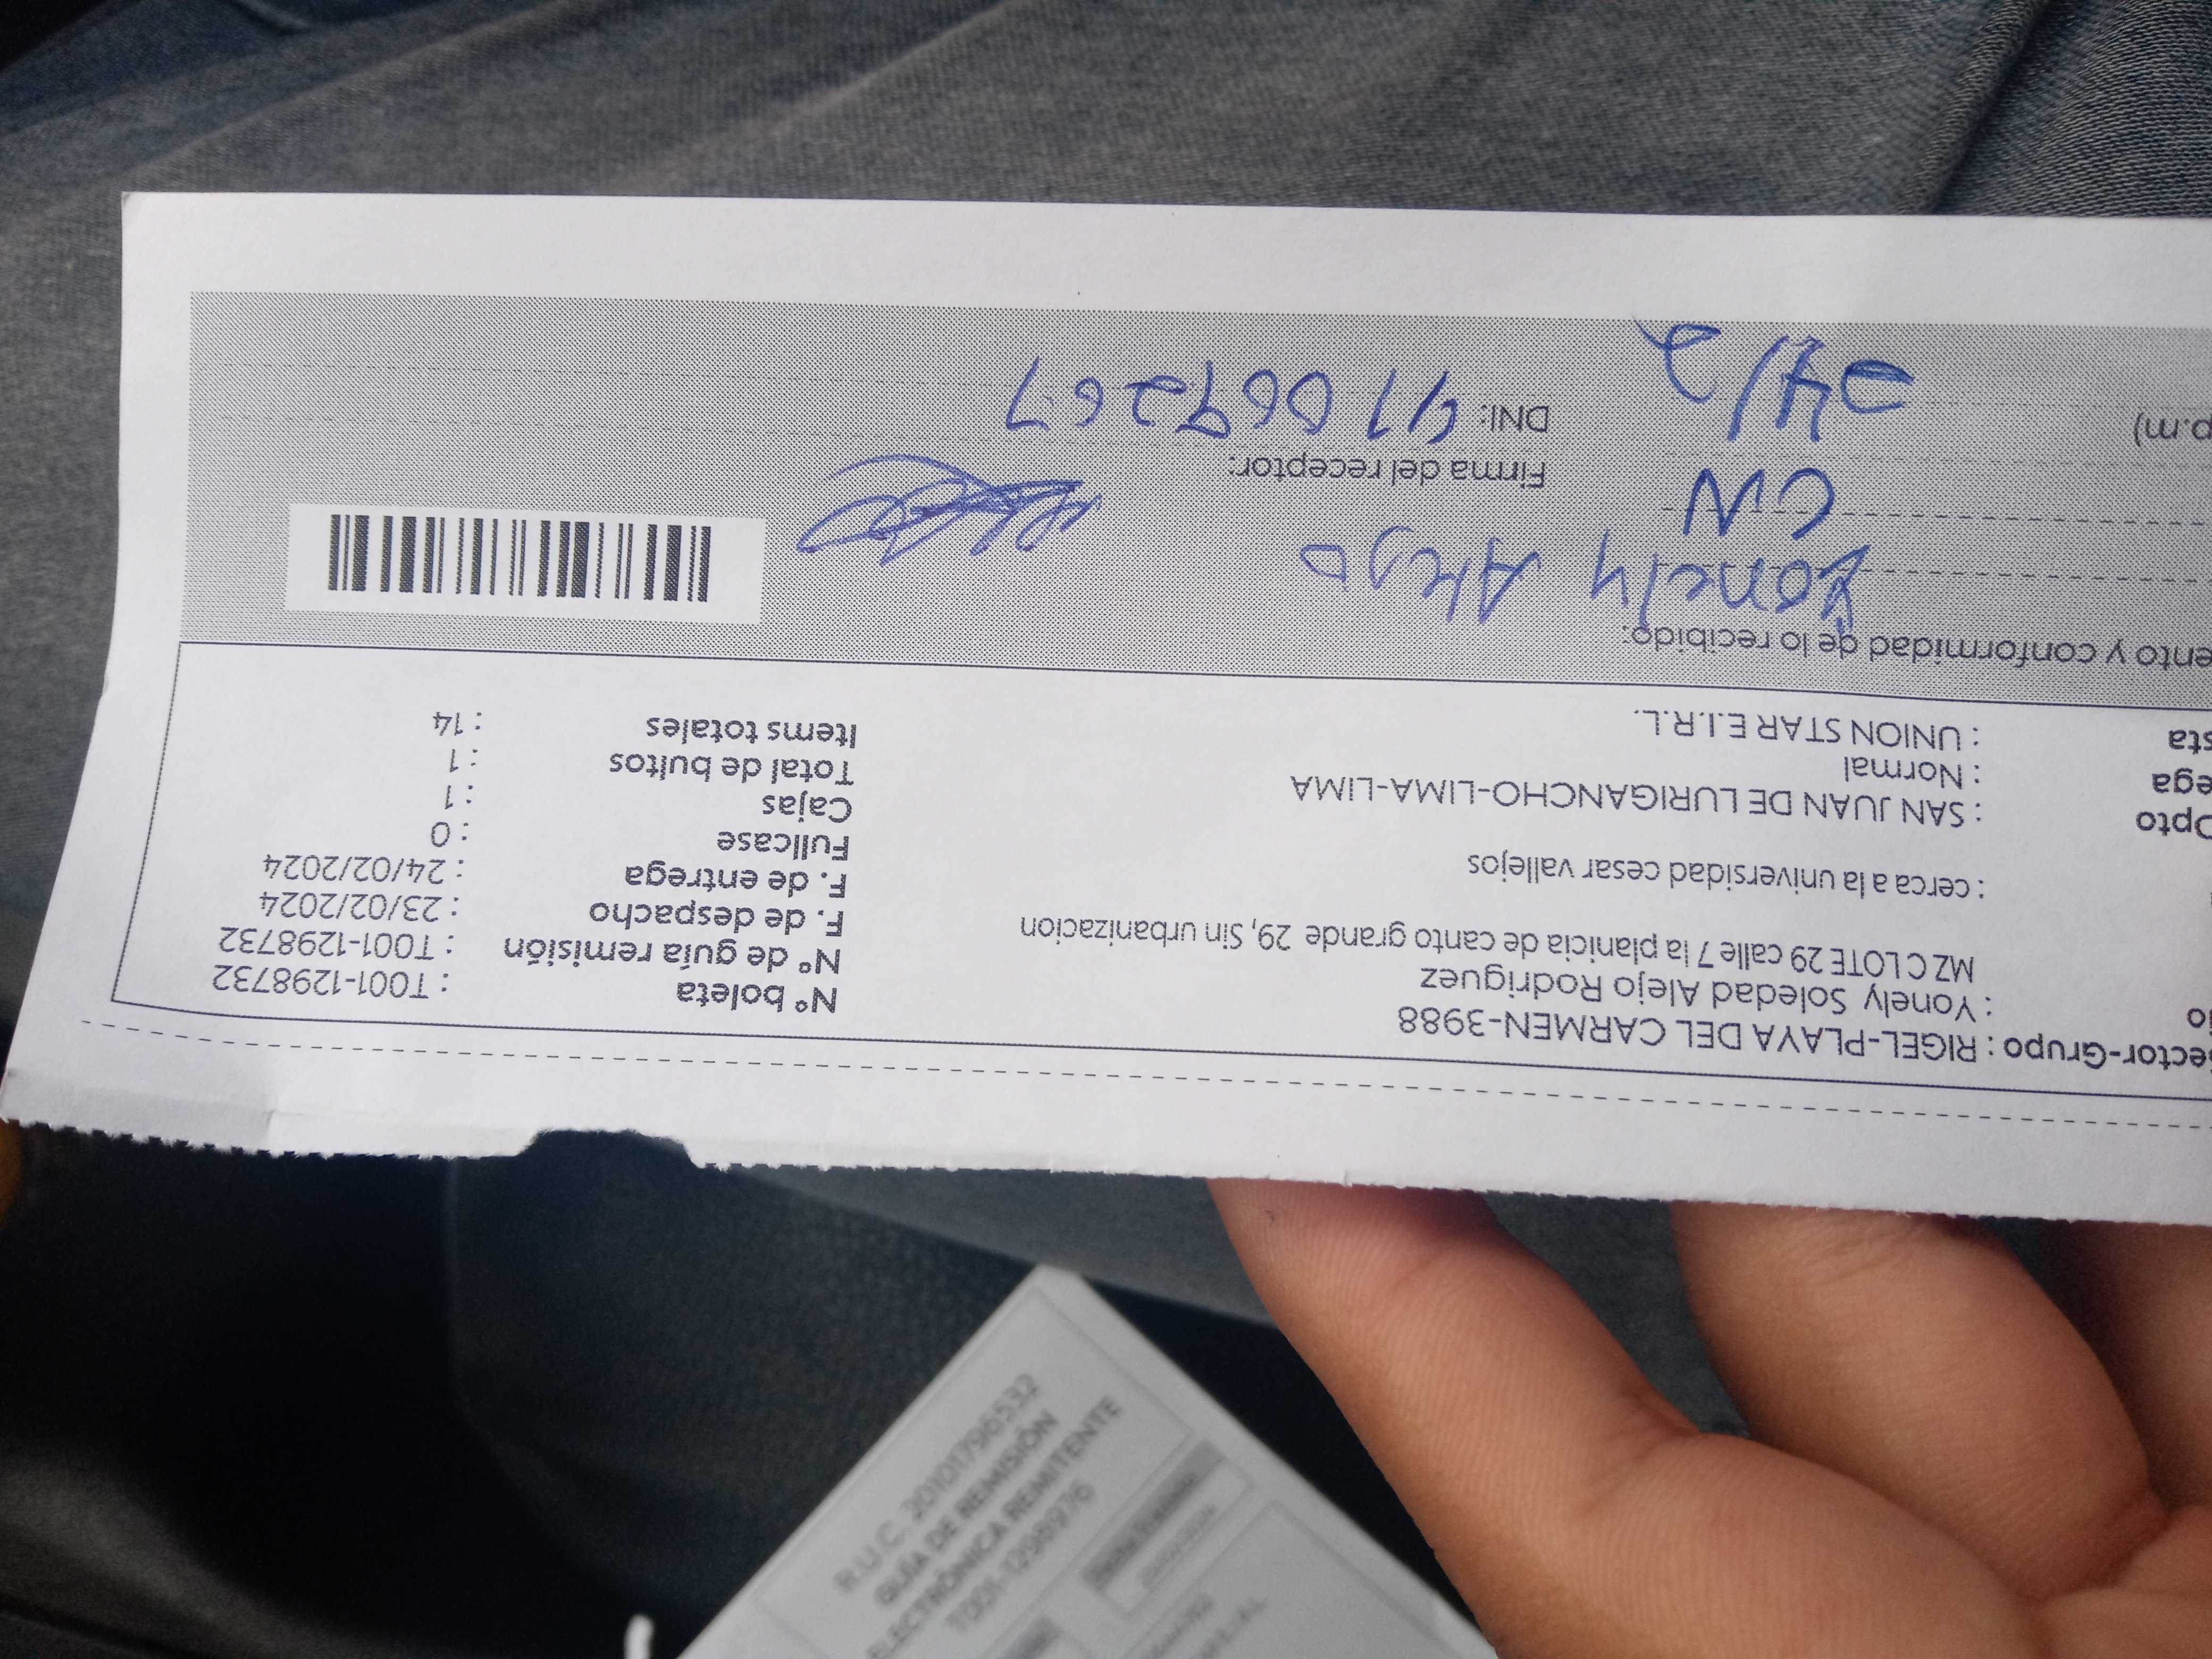 ector-Grupo : RIGEL-PLAYA DEL CARMEN-3988
: Yonely Soledad Alejo Rodriguez
MZ C LOTE 29 calle 7 la planicia de canto grande 29, Sin urbanizacion
: cerca a la universidad cesar vallejos
Dpto : SAN JUAN DE LURIGANCHO-LIMA-LIMA
ega : Normal
sta : UNION STAR E.I.R.L.
N° boleta : T001-1298732
N° de guía remisión : T001-1298732
F. de despacho : 23/02/2024
F. de entrega : 24/02/2024
Fullcase : 0
Cajas : 1
Total de bultos : 1
Items totales : 14
ento y conformidad de lo recibido:
Yonely Alejo
Firma del receptor:
DNI:
p.m)
24/2
R.U.C. 20101796532
GUÍA DE REMISIÓN
ELECTRÓNICA REMITENTE
T001-1298976